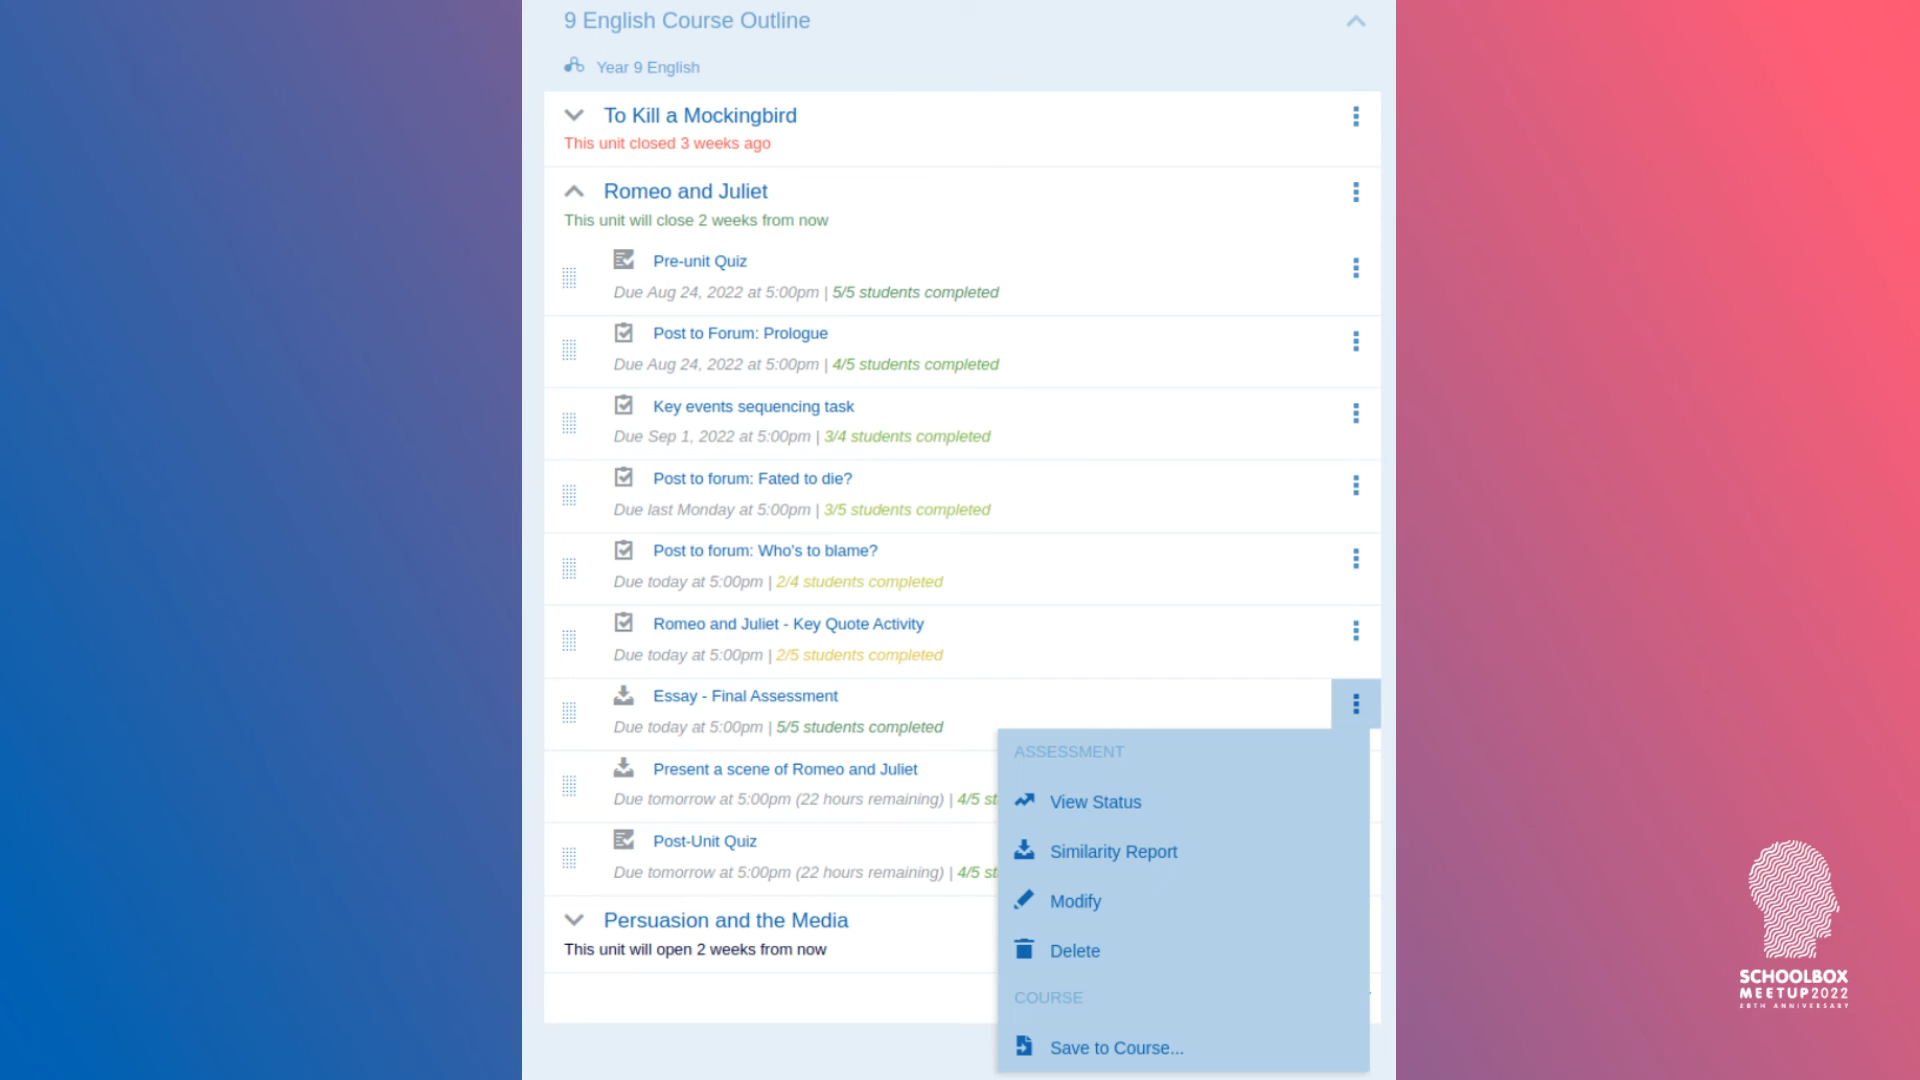 9 English Course Outline
Year 9 English
To Kill a Mockingbird
This unit closed 3 weeks ago
Romeo and Juliet
This unit will close 2 weeks from now
Pre-unit Quiz
Due Aug 24, 2022 at 5:00pm | 5/5 students completed
Post to Forum: Prologue
Due Aug 24, 2022 at 5:00pm | 4/5 students completed
Key events sequencing task
Due Sep 1, 2022 at 5:00pm | 3/4 students completed
Post to forum: Fated to die?
Due last Monday at 5:00pm | 3/5 students completed
Post to forum: Who's to blame?
Due today at 5:00pm | 2/4 students completed
Romeo and Juliet - Key Quote Activity
Due today at 5:00pm | 2/5 students completed
Essay - Final Assessment
Due today at 5:00pm | 5/5 students completed
Present a scene of Romeo and Juliet
Due tomorrow at 5:00pm (22 hours remaining) | 4/5 st
Post-Unit Quiz
Due tomorrow at 5:00pm (22 hours remaining) | 4/5 st
Persuasion and the Media
This unit will open 2 weeks from now
ASSESSMENT
View Status
Similarity Report
Modify
Delete
COURSE
Save to Course...
SCHOOLBOX
MEETUP2022
20TH ANNIVERSARY